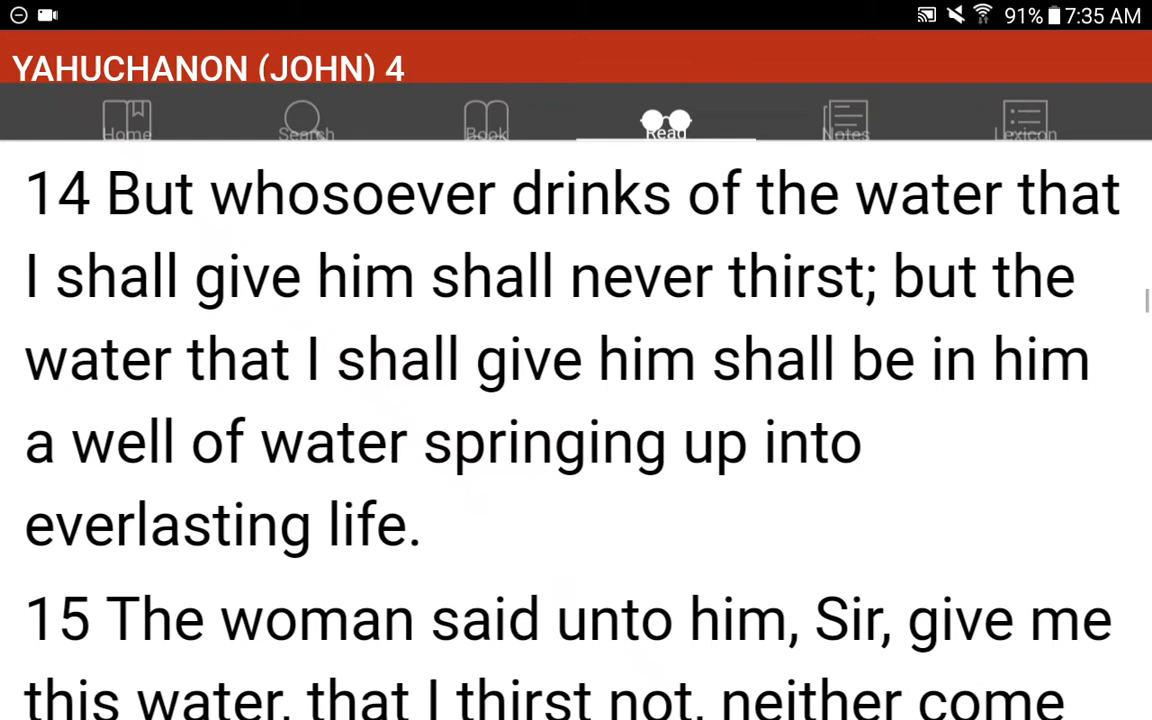 91% 7:35 AM
YAHUCHANON (JOHN) 4
Home Search Book Read Notes Lexicon
14 But whosoever drinks of the water that
I shall give him shall never thirst; but the
water that I shall give him shall be in him
a well of water springing up into
everlasting life.
15 The woman said unto him, Sir, give me
this water, that I thirst not, neither come